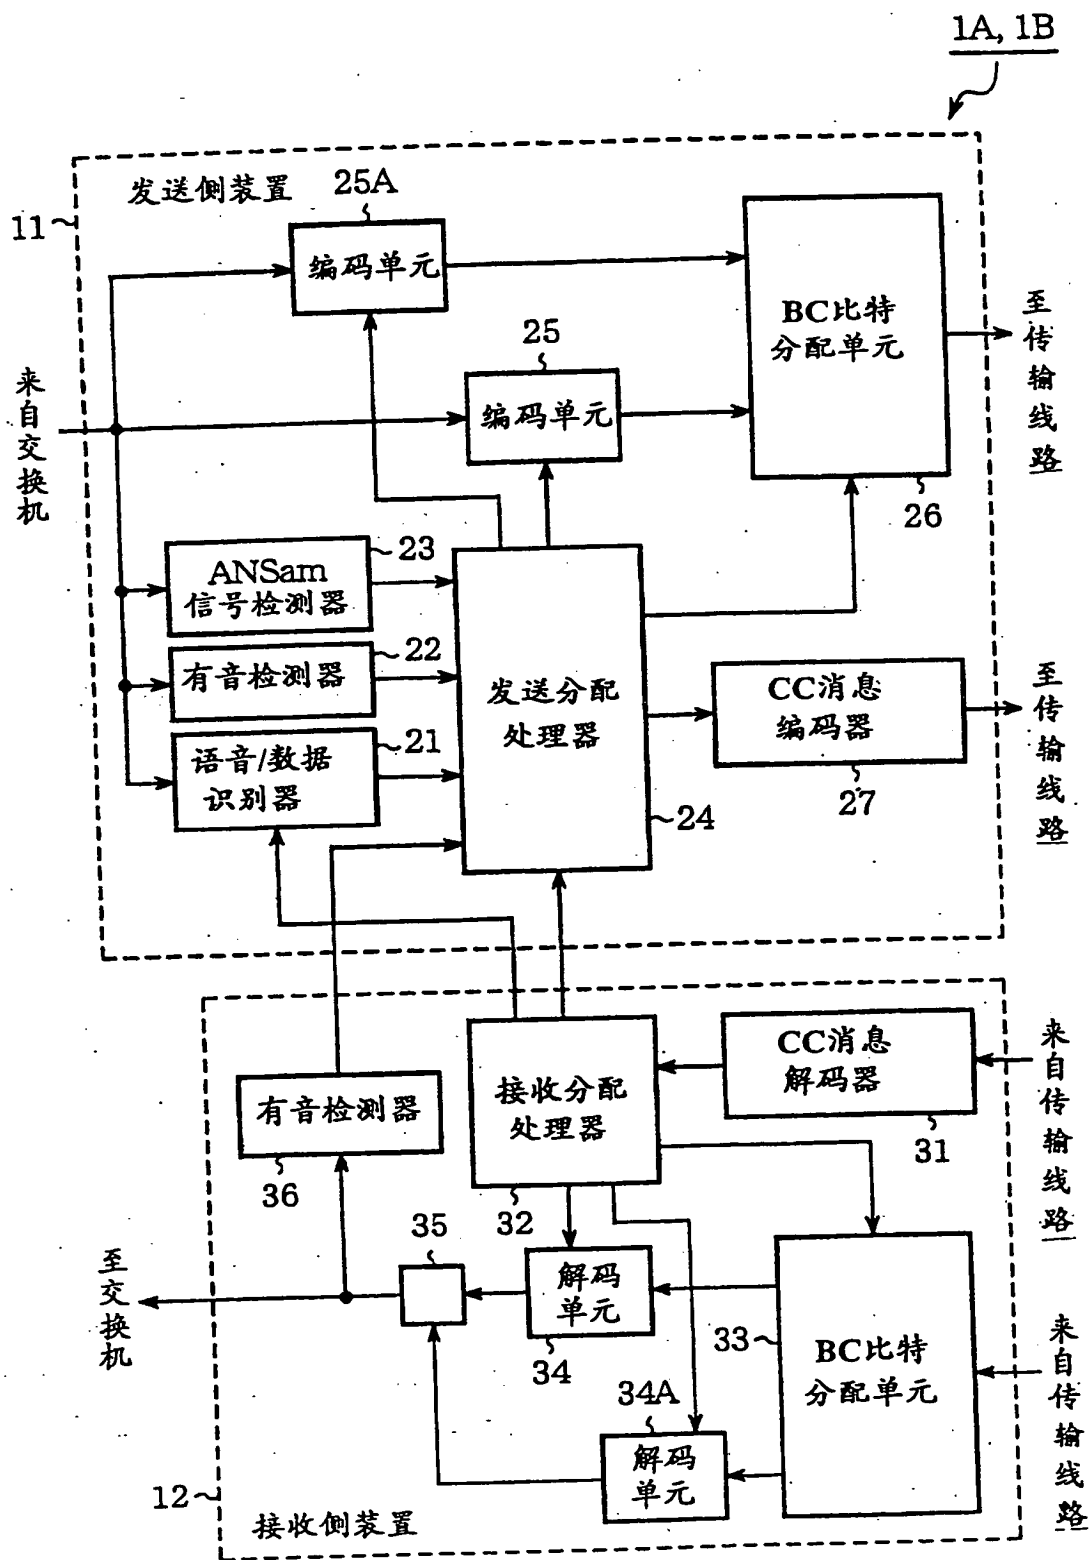 1A, 1B
发送侧装置
11
25A
编码单元
25
编码单元
BC比特
分配单元
26
至传输线路
来自交换机
ANSam
信号检测器
23
有音检测器
22
语音/数据
识别器
21
发送分配
处理器
24
CC消息
编码器
27
至传输线路
接收分配
处理器
32
CC消息
解码器
31
来自传输线路
有音检测器
36
35
解码
单元
34
33
BC比特
分配单元
来自传输线路
至交换机
34A
解码
单元
12
接收侧装置